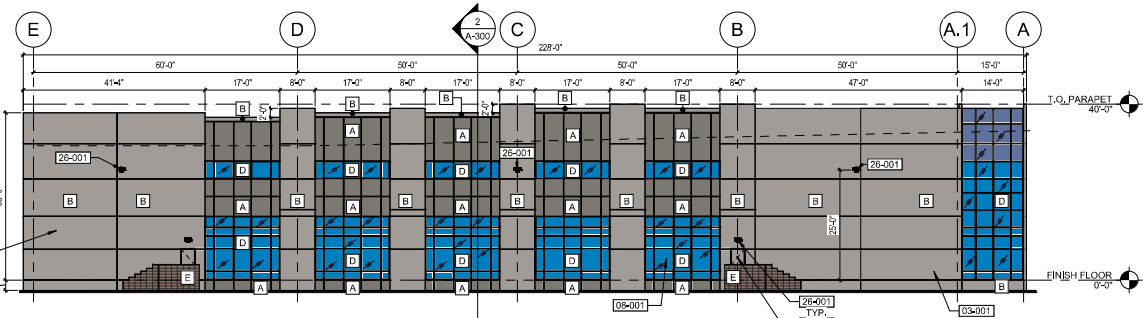 E D 2 C B A.1 A
A-300
228'-0"
60'-0" 50'-0" 50'-0" 50'-0" 15'-0"
41'-4" 17'-0" 8'-0" 17'-0" 8'-0" 17'-0" 8'-0" 17'-0" 8'-0" 17'-0" 8'-0" 47'-0" 14'-0"
B B B B B
T.O. PARAPET
40'-0"
2'-0" 2'-0"
A A A A
26-001 26-001 26-001
D D D D D
B B B B B B B B B
A A A A A
D
25'-0"
D D D D D
E E
FINISH FLOOR
0'-0"
A A A A A B
08-001 26-001 03-001
TYP.